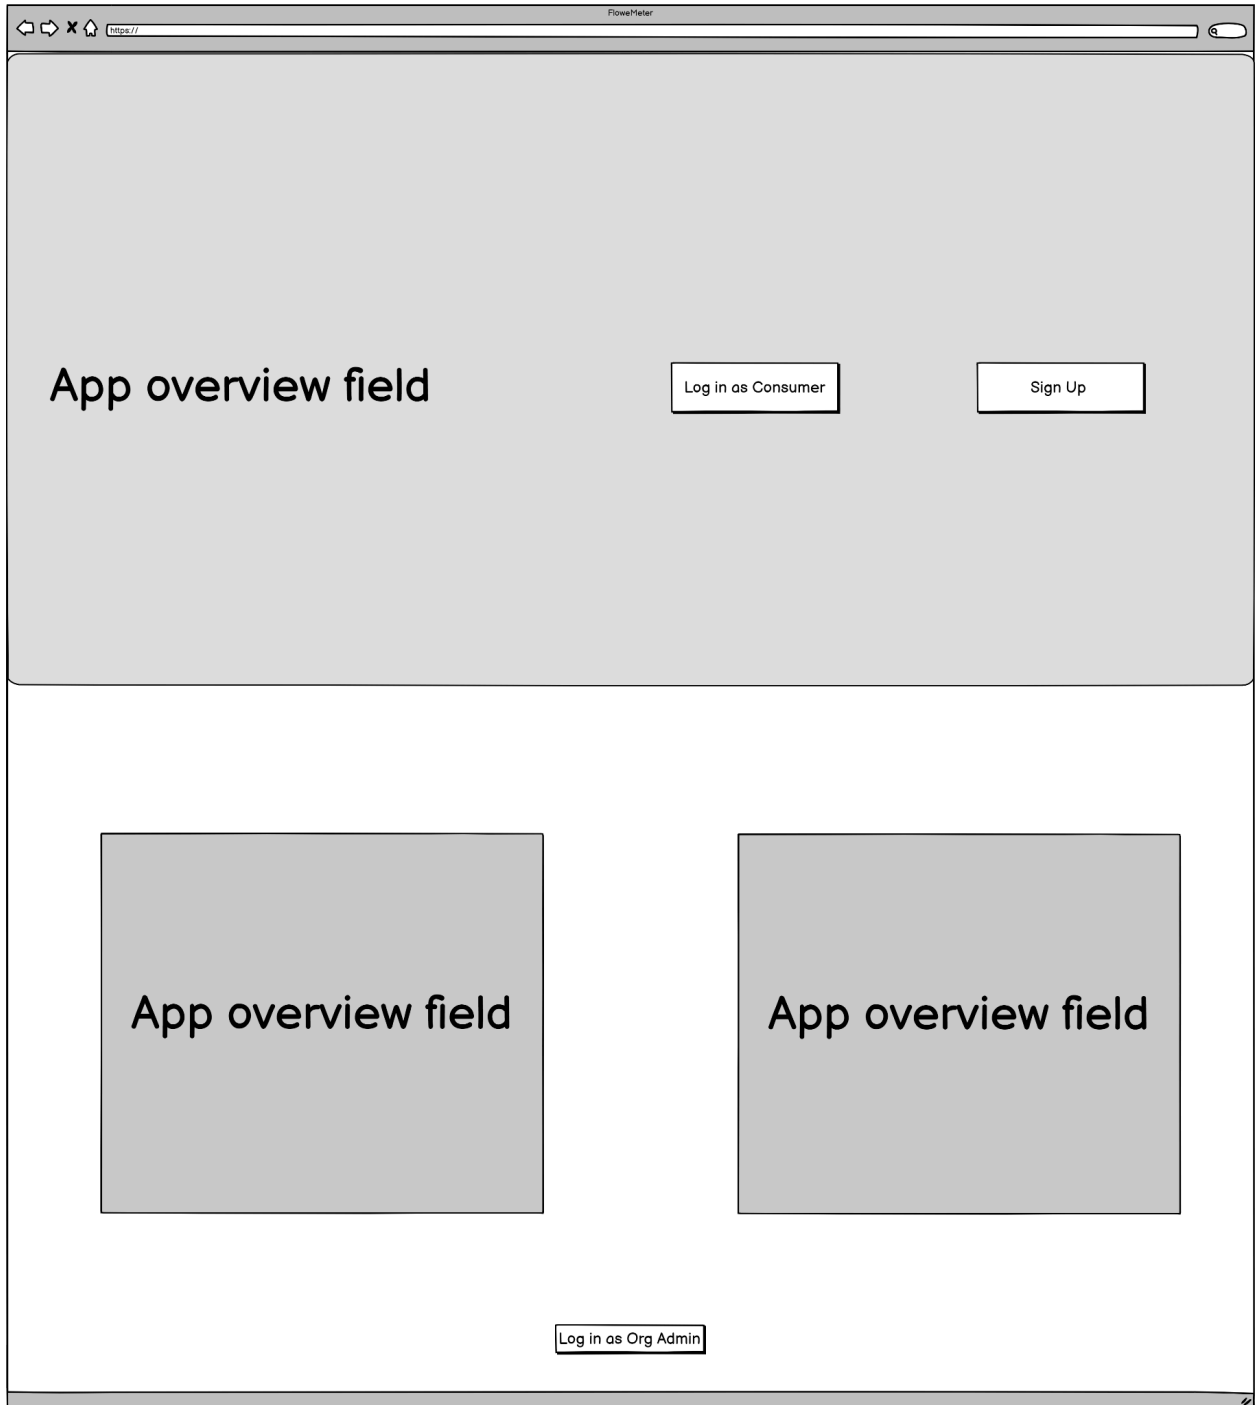 FloweMeter
https://
App overview field
Log in as Consumer
Sign Up
App overview field
App overview field
Log in as Org Admin